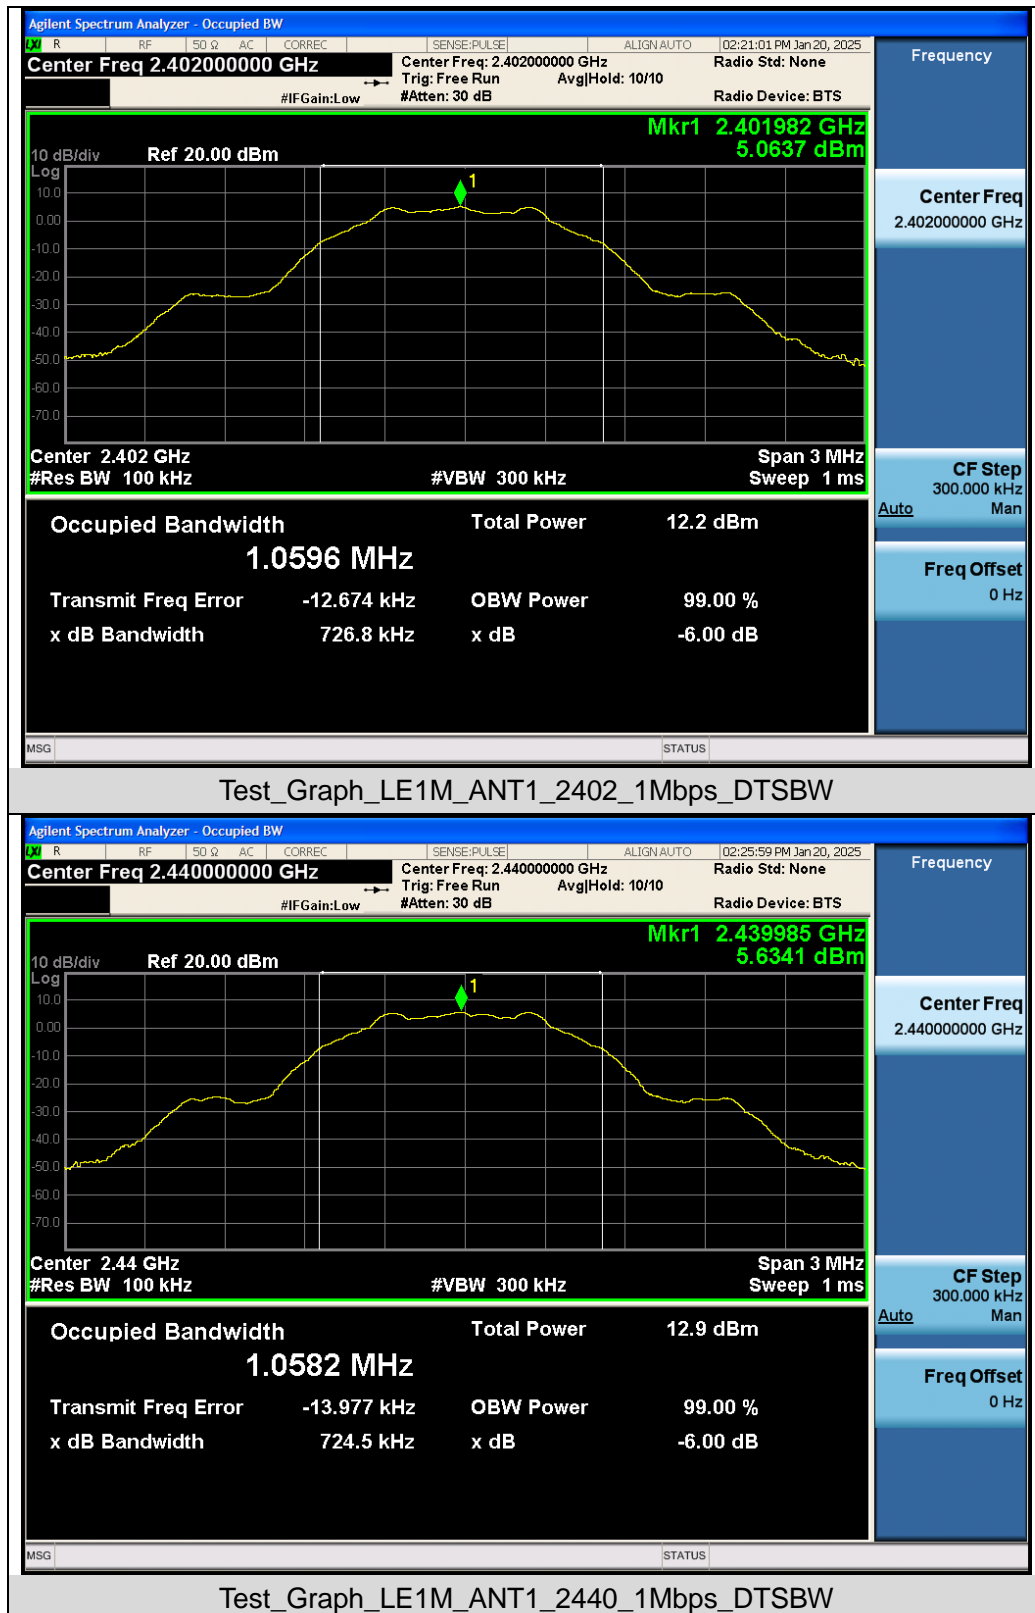 Agilent Spectrum Analyzer - Occupied BW
LXI R RF 50 Ω AC CORREC SENSE:PULSE ALIGN AUTO 02:21:01 PM Jan 20, 2025
Center Freq 2.402000000 GHz
Center Freq: 2.402000000 GHz
Radio Std: None
Trig: Free Run Avg|Hold: 10/10
#IFGain:Low
#Atten: 30 dB
Radio Device: BTS
Frequency
Mkr1 2.401982 GHz
5.0637 dBm
10 dB/div Ref 20.00 dBm
Log
1
10.0
0.00
-10.0
-20.0
-30.0
-40.0
-50.0
-60.0
-70.0
Center 2.402 GHz Span 3 MHz
#Res BW 100 kHz #VBW 300 kHz Sweep 1 ms
Center Freq
2.402000000 GHz
CF Step
300.000 kHz
Auto Man
Freq Offset
0 Hz
Occupied Bandwidth Total Power 12.2 dBm
1.0596 MHz
Transmit Freq Error -12.674 kHz OBW Power 99.00 %
x dB Bandwidth 726.8 kHz x dB -6.00 dB
MSG STATUS
Test_Graph_LE1M_ANT1_2402_1Mbps_DTSBW
Agilent Spectrum Analyzer - Occupied BW
LXI R RF 50 Ω AC CORREC SENSE:PULSE ALIGN AUTO 02:25:59 PM Jan 20, 2025
Center Freq 2.440000000 GHz
Center Freq: 2.440000000 GHz
Radio Std: None
Trig: Free Run Avg|Hold: 10/10
#IFGain:Low
#Atten: 30 dB
Radio Device: BTS
Frequency
Mkr1 2.439985 GHz
5.6341 dBm
10 dB/div Ref 20.00 dBm
Log
1
10.0
0.00
-10.0
-20.0
-30.0
-40.0
-50.0
-60.0
-70.0
Center 2.44 GHz Span 3 MHz
#Res BW 100 kHz #VBW 300 kHz Sweep 1 ms
Center Freq
2.440000000 GHz
CF Step
300.000 kHz
Auto Man
Freq Offset
0 Hz
Occupied Bandwidth Total Power 12.9 dBm
1.0582 MHz
Transmit Freq Error -13.977 kHz OBW Power 99.00 %
x dB Bandwidth 724.5 kHz x dB -6.00 dB
MSG STATUS
Test_Graph_LE1M_ANT1_2440_1Mbps_DTSBW